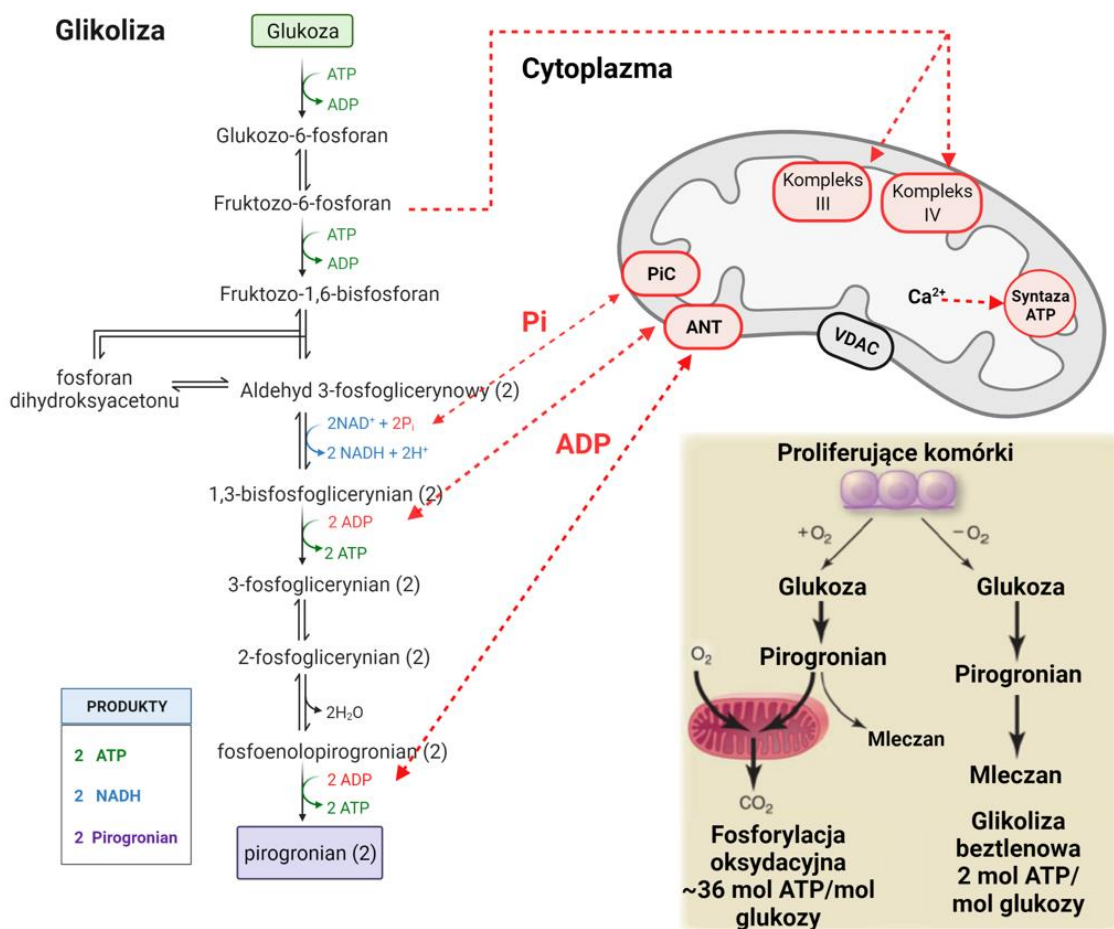 Glikoliza
Glukoza
ATP
ADP
Glukozo-6-fosforan
Fruktozo-6-fosforan
ATP
ADP
Fruktozo-1,6-bisfosforan
fosforan
dihydroksyacetonu
Aldehyd 3-fosfoglicerynowy (2)
2NAD⁺ + 2Pᵢ
2 NADH + 2H⁺
1,3-bisfosfoglicerynian (2)
2 ADP
2 ATP
3-fosfoglicerynian (2)
2-fosfoglicerynian (2)
2H₂O
fosfoenolopirogronian (2)
2 ADP
2 ATP
pirogronian (2)
PRODUKTY
2 ATP
2 NADH
2 Pirogronian
Cytoplazma
Kompleks
III
Kompleks
IV
PiC
ANT
VDAC
Ca²⁺
Syntaza
ATP
Pi
ADP
Proliferujące komórki
+O₂
−O₂
Glukoza
Glukoza
O₂
Pirogronian
Pirogronian
Mleczan
Mleczan
CO₂
Fosforylacja
oksydacyjna
~36 mol ATP/mol
glukozy
Glikoliza
beztlenowa
2 mol ATP/
mol glukozy